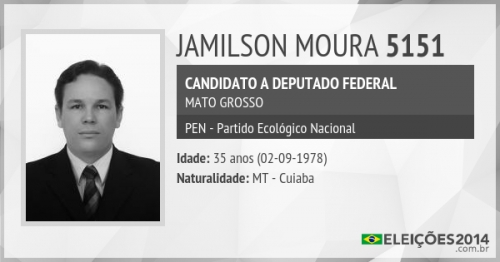 JAMILSON MOURA 5151
CANDIDATO A DEPUTADO FEDERAL
MATO GROSSO
PEN - Partido Ecológico Nacional
Idade: 35 anos (02-09-1978)
Naturalidade: MT - Cuiaba
ELEIÇÕES2014
.com.br